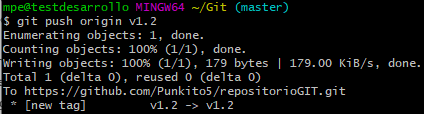 mpe@testdesarrollo MINGW64 ~/Git (master)
$ git push origin v1.2
Enumerating objects: 1, done.
Counting objects: 100% (1/1), done.
Writing objects: 100% (1/1), 179 bytes | 179.00 KiB/s, done.
Total 1 (delta 0), reused 0 (delta 0)
To https://github.com/Punkito5/repositorioGIT.git
 * [new tag]         v1.2 -> v1.2